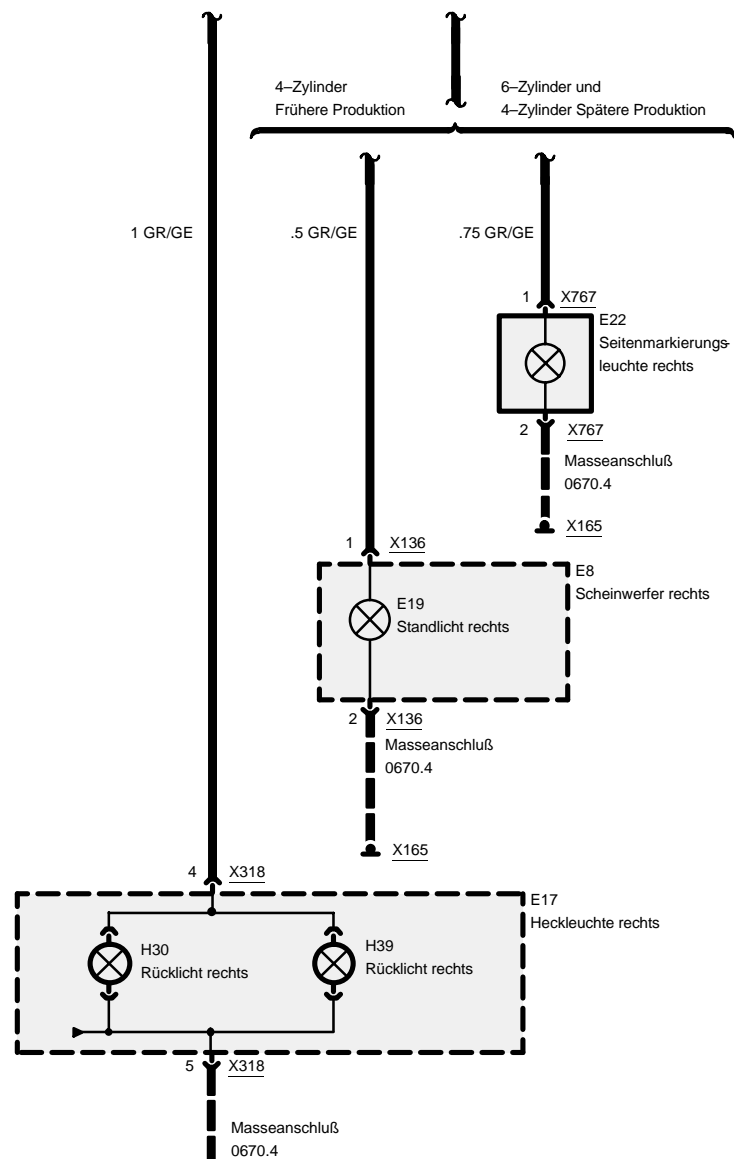 4–Zylinder
Frühere Produktion
6–Zylinder und
4–Zylinder Spätere Produktion
1 GR/GE
.5 GR/GE
.75 GR/GE
1 X767
E22
Seitenmarkierungs-
leuchte rechts
2 X767
Masseanschluß
0670.4
X165
1 X136
E8
Scheinwerfer rechts
E19
Standlicht rechts
2 X136
Masseanschluß
0670.4
X165
4 X318
E17
Heckleuchte rechts
H30
Rücklicht rechts
H39
Rücklicht rechts
5 X318
Masseanschluß
0670.4